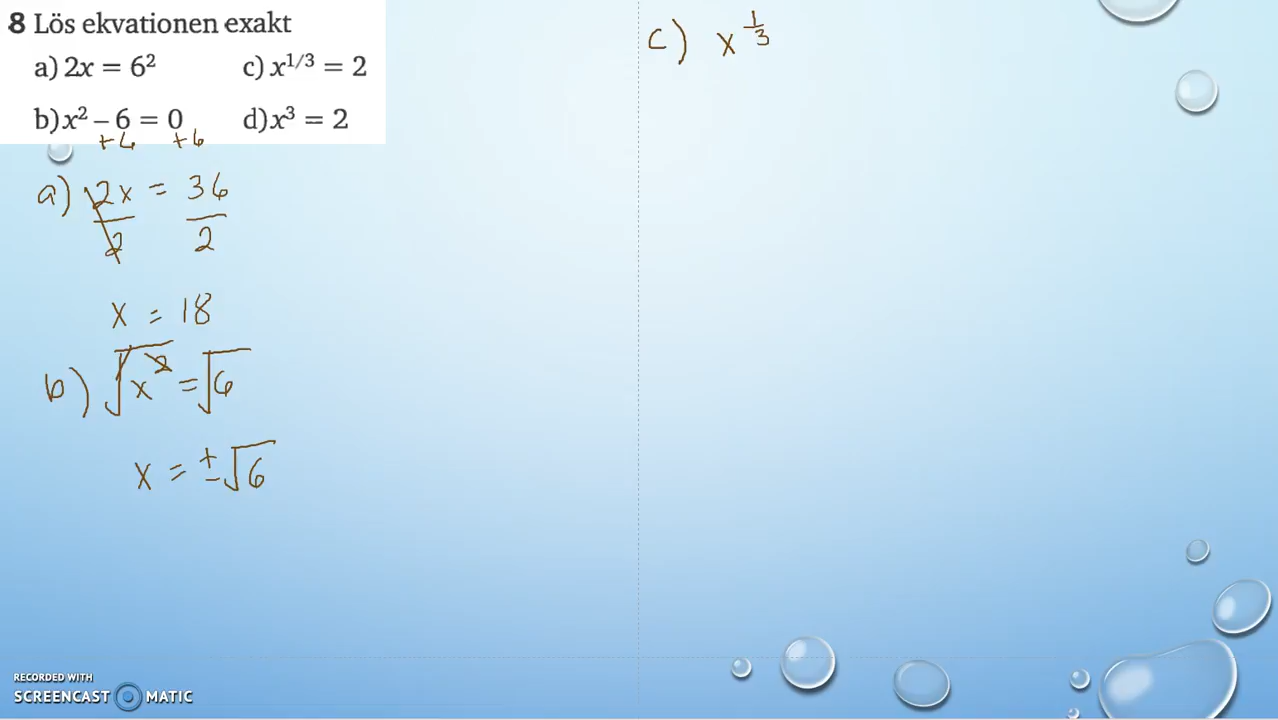 8 Lös ekvationen exakt
a) 2x = 6² c) x^{1/3} = 2
b) x² – 6 = 0 d) x³ = 2
+6 +6
a) 2x = 36
2 2
x = 18
b) √x² = √6
x = ±√6
c) x^{1/3}
RECORDED WITH
SCREENCAST MATIC